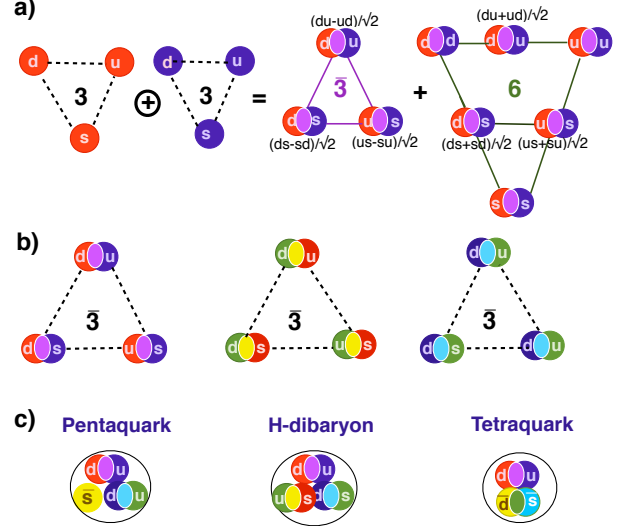 a)
(du-ud)/√2
(du+ud)/√2
d u
d u
d u
d d
u u
3 ⊕ 3 = 3̄ + 6
s
s
d s
u s
d s
u s
(ds-sd)/√2
(us-su)/√2
(ds+sd)/√2
(us+su)/√2
s s
b)
d u
d u
d u
3̄
3̄
3̄
d s
u s
d s
u s
d s
d u
c)
Pentaquark
H-dibaryon
Tetraquark
d u
d u
d u
s̄ d u
u s d s
d̄ s̄